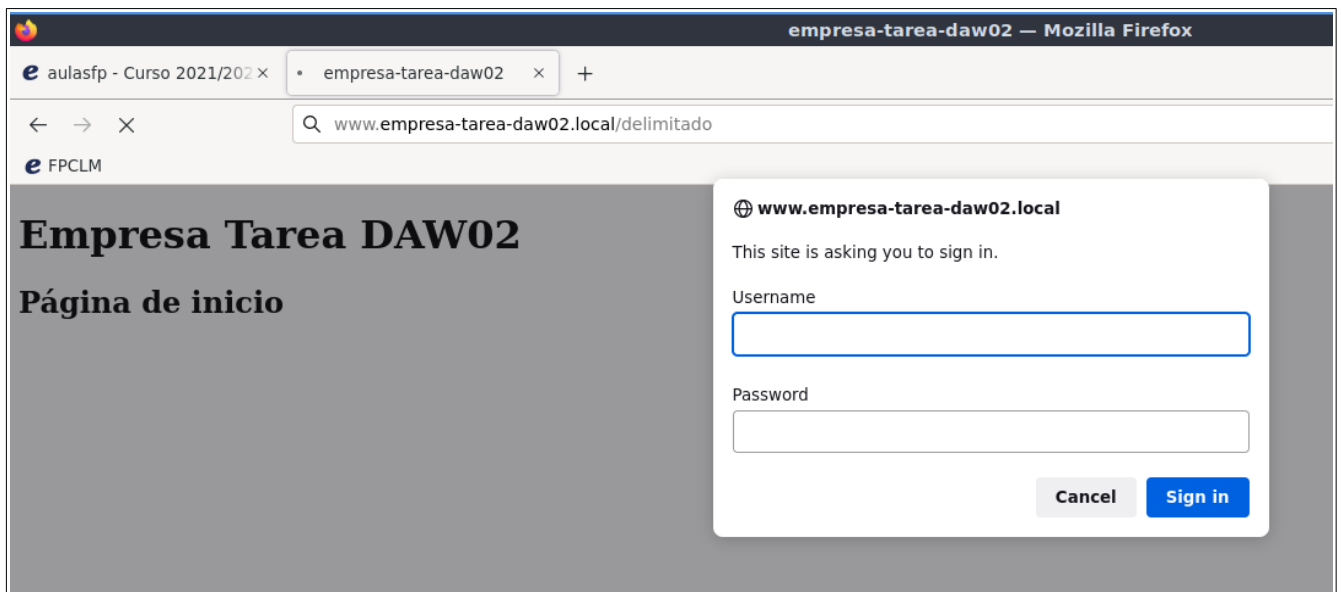 empresa-tarea-daw02 — Mozilla Firefox
aulasfp - Curso 2021/202
empresa-tarea-daw02
www.empresa-tarea-daw02.local/delimitado
FPCLM
Empresa Tarea DAW02
Página de inicio
www.empresa-tarea-daw02.local
This site is asking you to sign in.
Username
Password
Cancel
Sign in